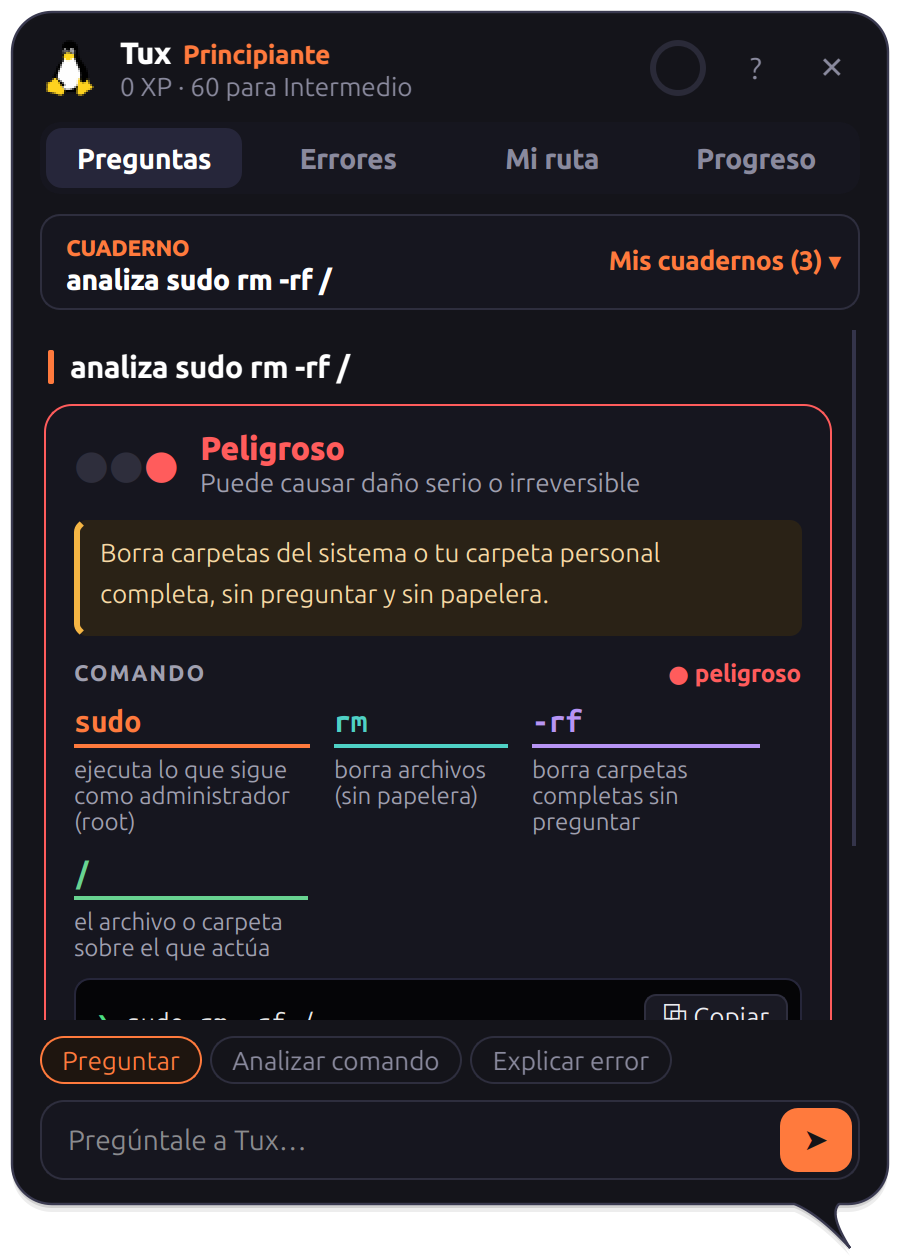 Tux Principiante
0 XP · 60 para Intermedio
?
✕
Preguntas
Errores
Mi ruta
Progreso
CUADERNO
analiza sudo rm -rf /
Mis cuadernos (3) ▾
analiza sudo rm -rf /
Peligroso
Puede causar daño serio o irreversible
Borra carpetas del sistema o tu carpeta personal
completa, sin preguntar y sin papelera.
COMANDO
peligroso
sudo
ejecuta lo que sigue
como administrador
(root)
rm
borra archivos
(sin papelera)
-rf
borra carpetas
completas sin
preguntar
/
el archivo o carpeta
sobre el que actúa
❯ sudo rm -rf /
Copiar
Preguntar
Analizar comando
Explicar error
Pregúntale a Tux...
➤